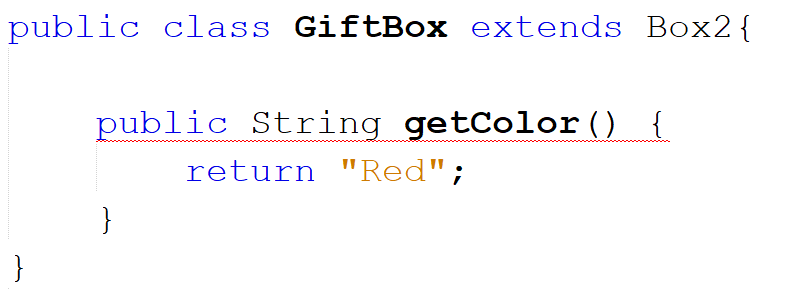 public class GiftBox extends Box2{
public String getColor() {
return "Red";
}
}